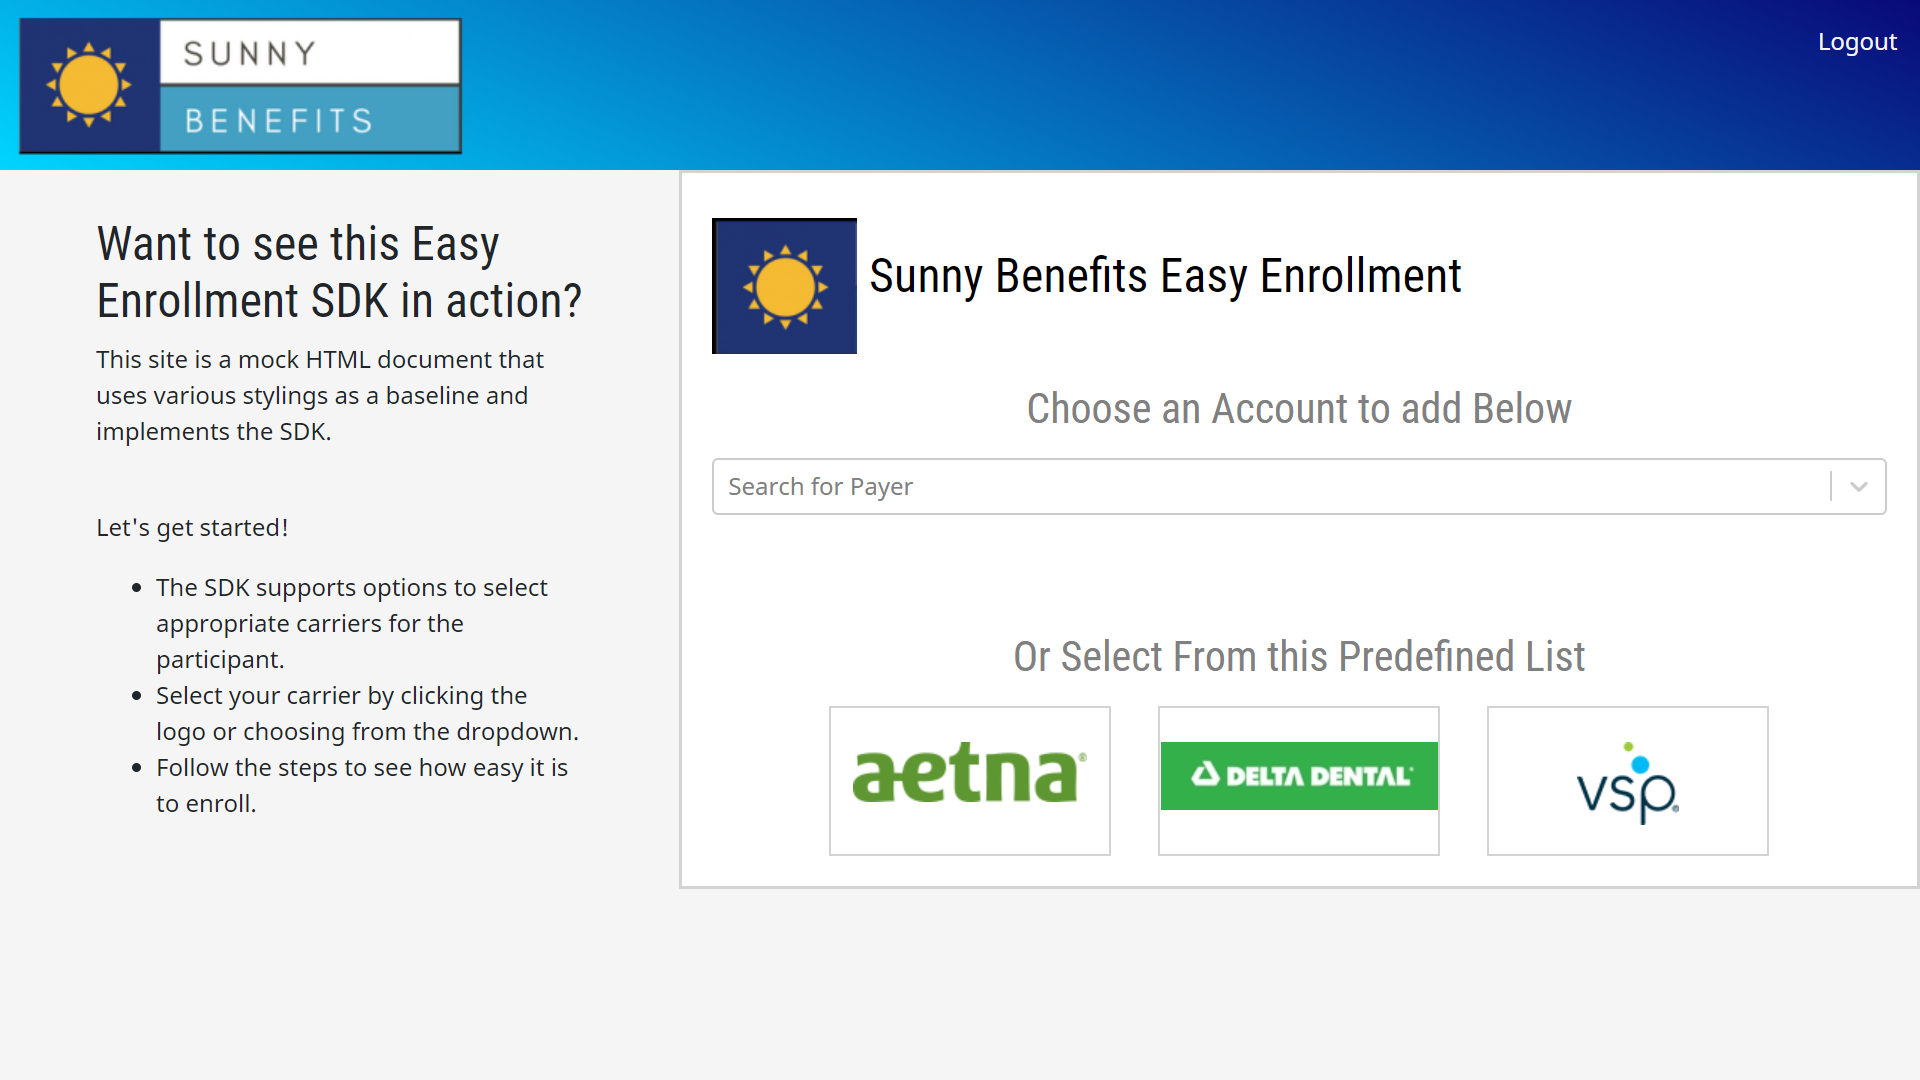 SUNNY
BENEFITS
Logout
Want to see this Easy
Enrollment SDK in action?
This site is a mock HTML document that
uses various stylings as a baseline and
implements the SDK.
Let's get started!
The SDK supports options to select
appropriate carriers for the
participant.
Select your carrier by clicking the
logo or choosing from the dropdown.
Follow the steps to see how easy it is
to enroll.
Sunny Benefits Easy Enrollment
Choose an Account to add Below
Search for Payer
Or Select From this Predefined List
aetna®
DELTA DENTAL®
vsp®